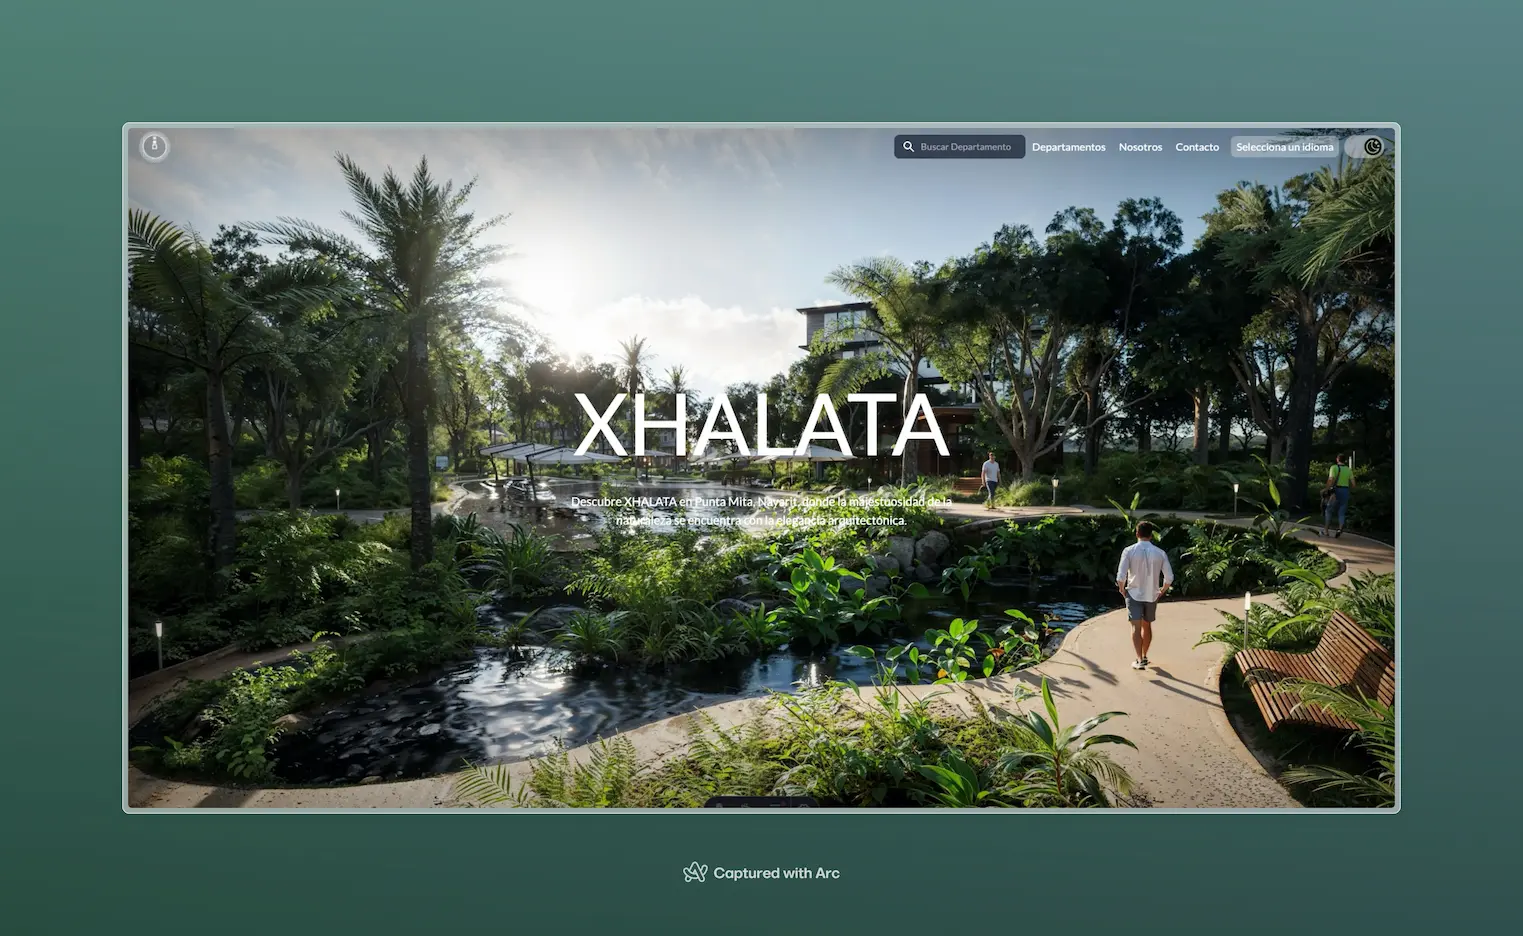 Buscar Departamento
Departamentos
Nosotros
Contacto
Selecciona un idioma
XHALATA
Descubre XHALATA en Punta Mita, Nayarit, donde la majestuosidad de la
naturaleza se encuentra con la elegancia arquitectónica.
Captured with Arc